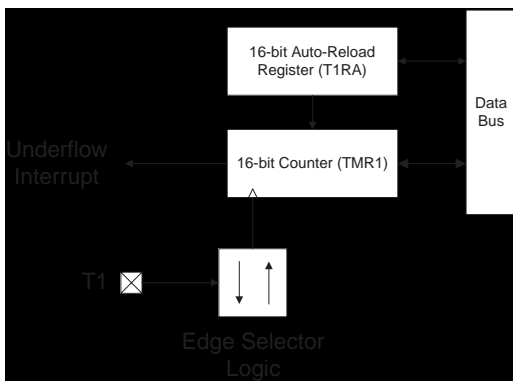 16-bit Auto-Reload
Register (T1RA)
Data
Bus
16-bit Counter (TMR1)
Underflow
Interrupt
T1
Edge Selector
Logic